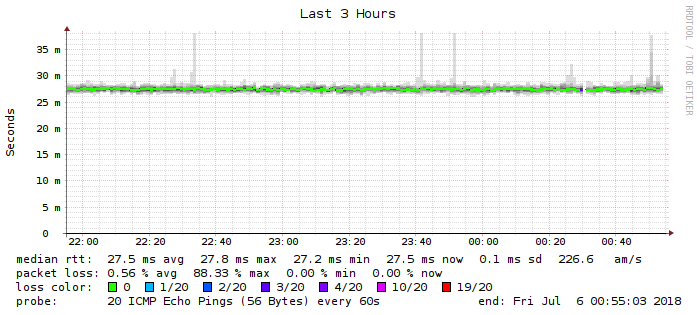 Last 3 Hours
RRDTOOL / TOBI OETIKER
Seconds
35 m
30 m
25 m
20 m
15 m
10 m
5 m
0
22:00 22:20 22:40 23:00 23:20 23:40 00:00 00:20 00:40
median rtt: 27.5 ms avg 27.8 ms max 27.2 ms min 27.5 ms now 0.1 ms sd 226.6 am/s
packet loss: 0.56 % avg 88.33 % max 0.00 % min 0.00 % now
loss color: 0 1/20 2/20 3/20 4/20 10/20 19/20
probe: 20 ICMP Echo Pings (56 Bytes) every 60s end: Fri Jul 6 00:55:03 2018